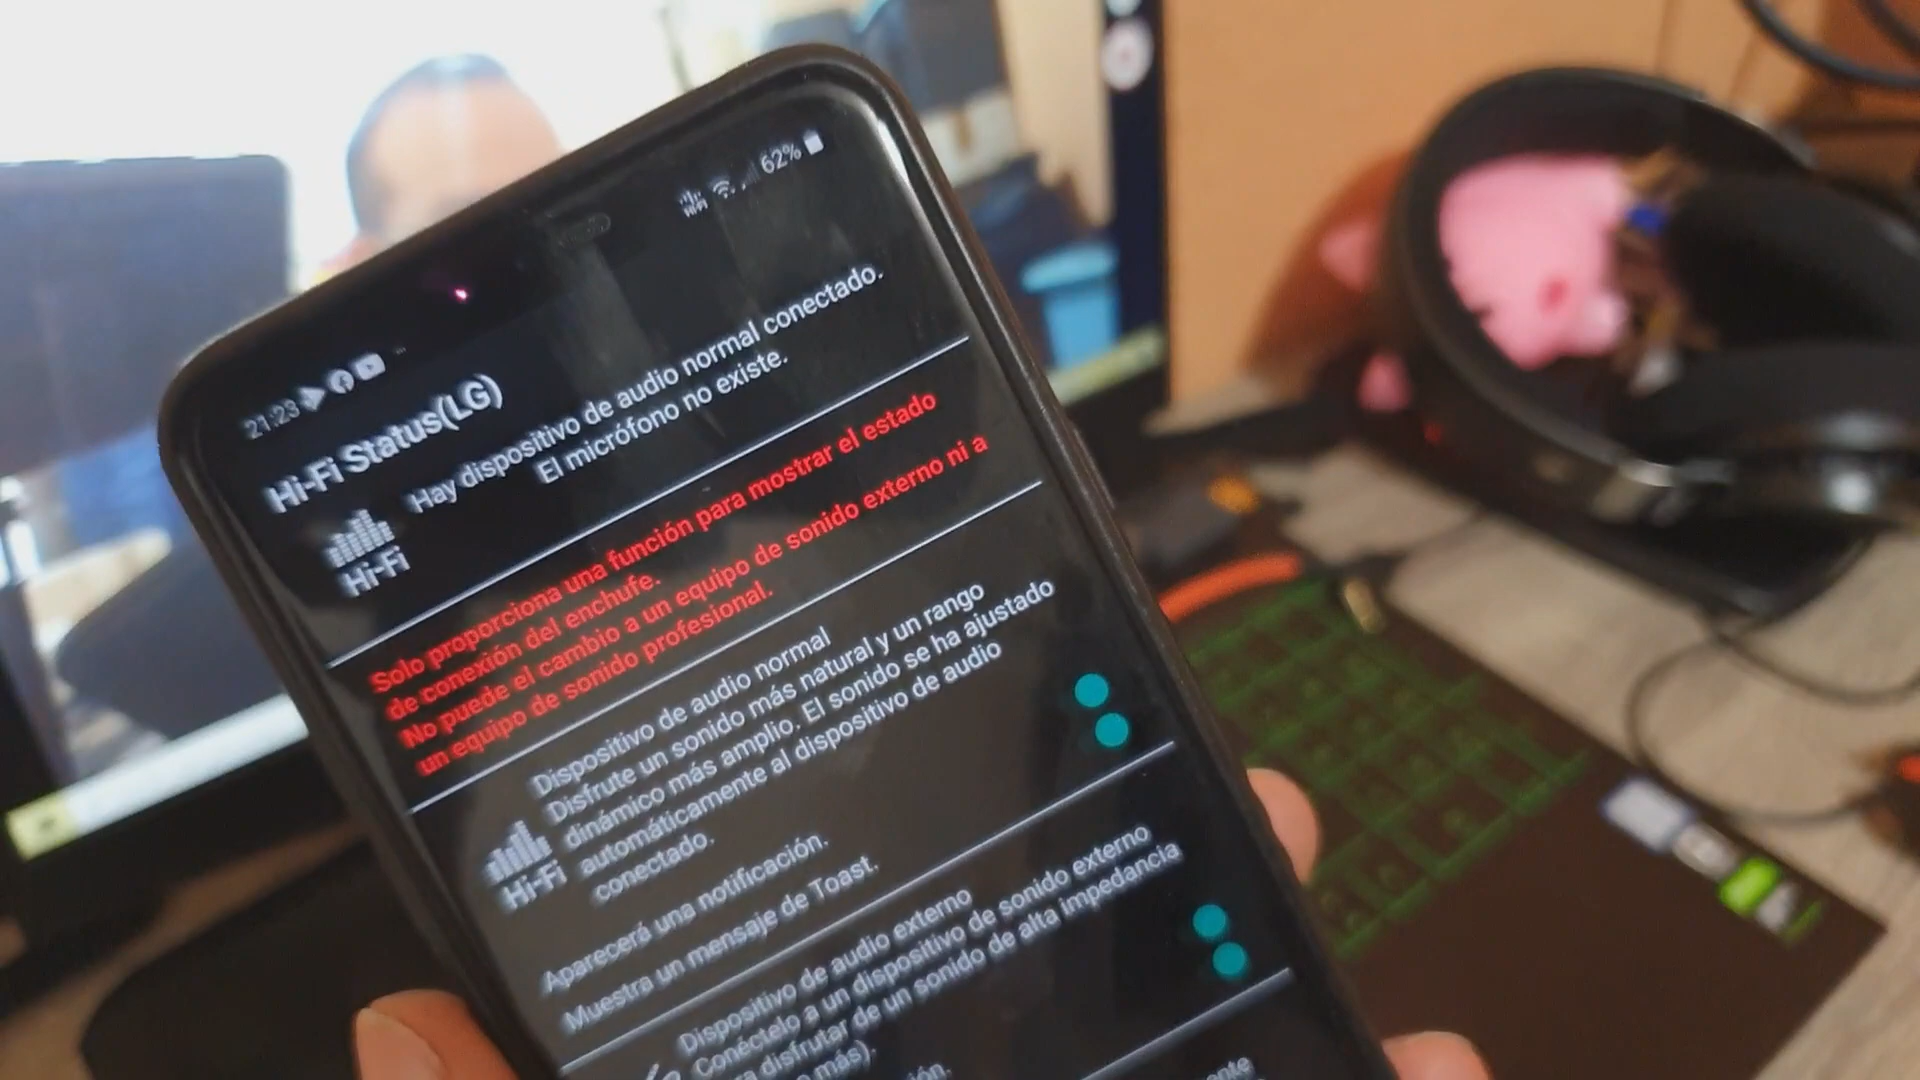 21:23
62%
Hi-Fi Status(LG)
Hay dispositivo de audio normal conectado.
El micrófono no existe.
Hi-Fi
Solo proporciona una función para mostrar el estado
de conexión del enchufe.
No puede el cambio a un equipo de sonido externo ni a
un equipo de sonido profesional.
Dispositivo de audio normal
Disfrute un sonido más natural y un rango
dinámico más amplio. El sonido se ha ajustado
automáticamente al dispositivo de audio
conectado.
Hi-Fi
Aparecerá una notificación.
Muestra un mensaje de Toast.
Dispositivo de audio externo
Conéctelo a un dispositivo de sonido externo
disfrutar de un sonido de alta impedancia
o más).